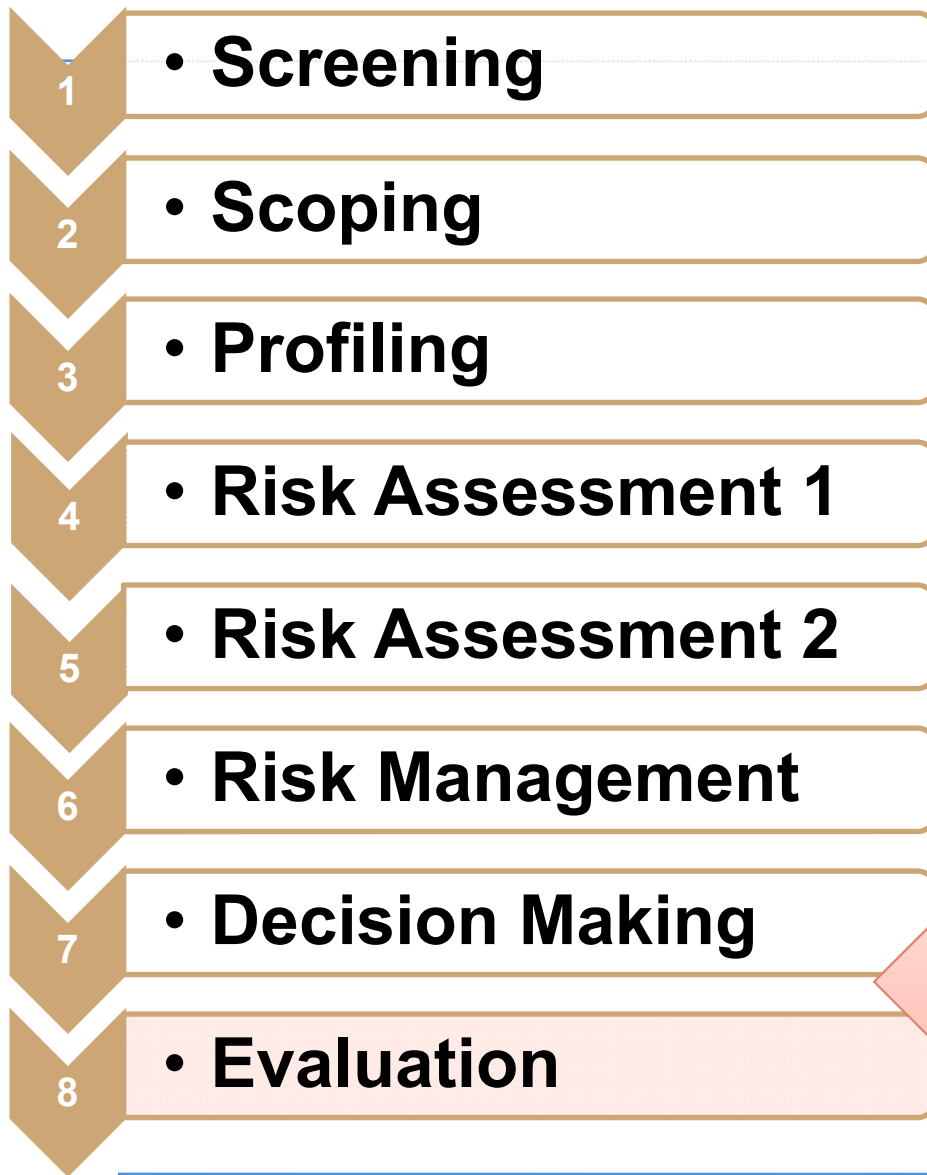 1 • Screening
2 • Scoping
3 • Profiling
4 • Risk Assessment 1
5 • Risk Assessment 2
6 • Risk Management
7 • Decision Making
8 • Evaluation